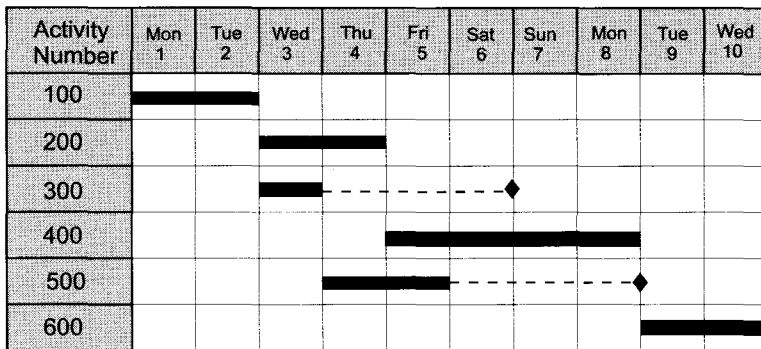 Activity Number
Mon 1
Tue 2
Wed 3
Thu 4
Fri 5
Sat 6
Sun 7
Mon 8
Tue 9
Wed 10
100
200
300
400
500
600